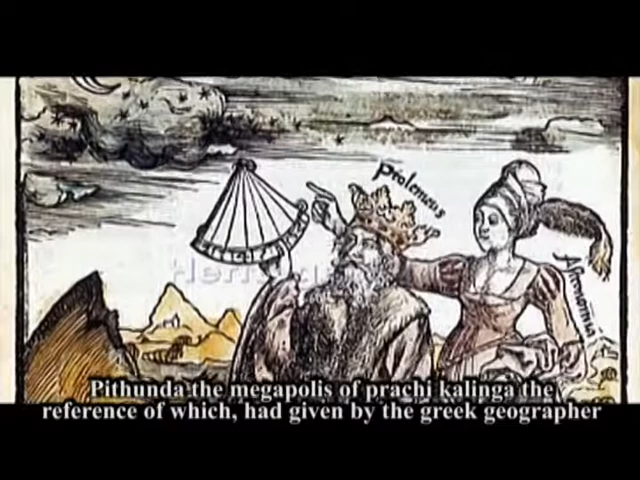 Ptolemeus
Astronomia
Pithunda the megapolis of prachi kalinga the
reference of which, had given by the greek geographer